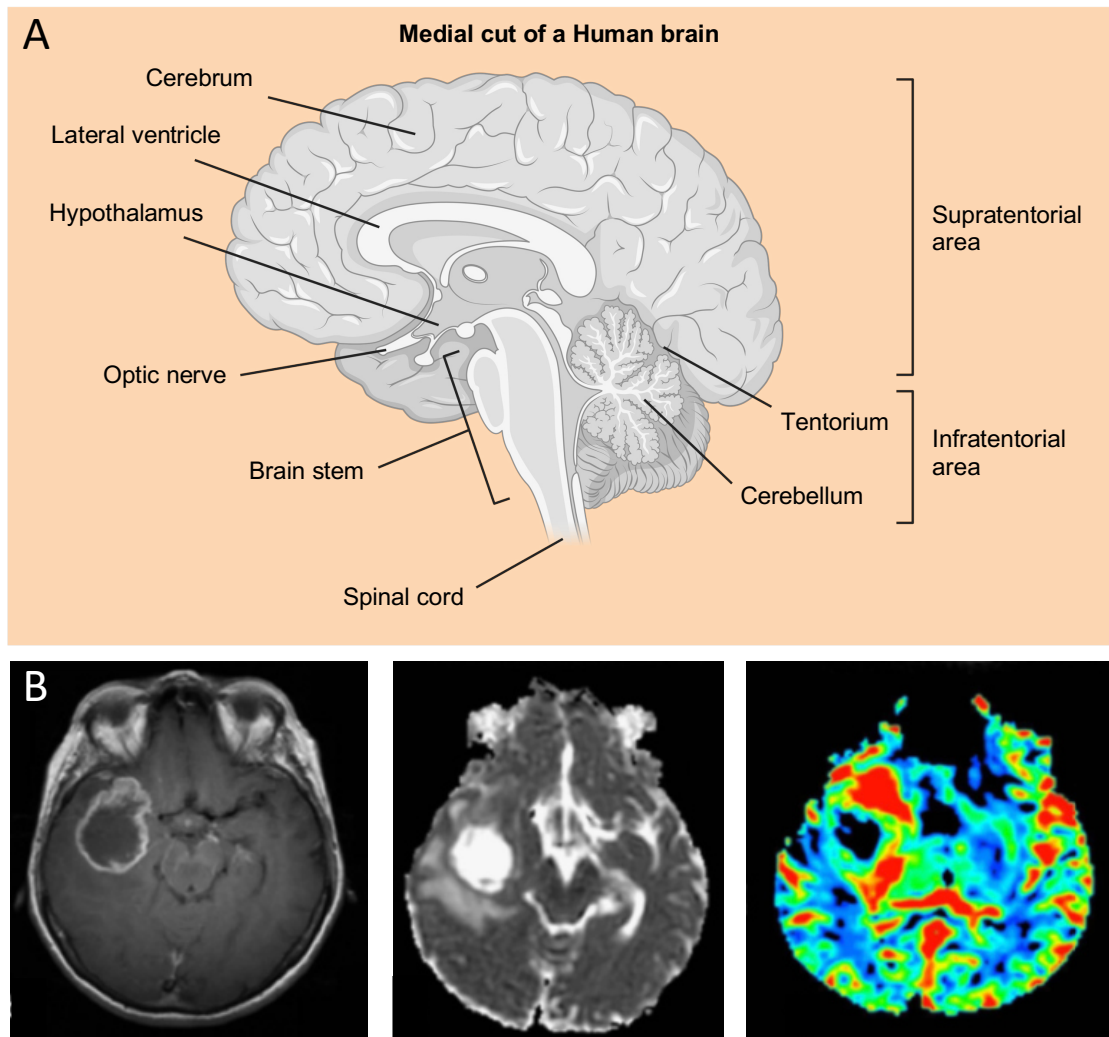 A
Medial cut of a Human brain
Cerebrum
Lateral ventricle
Hypothalamus
Optic nerve
Brain stem
Spinal cord
Supratentorial
area
Tentorium
Infratentorial
area
Cerebellum
B